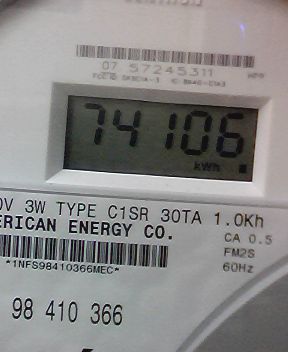 07 57245311
74106
kWh
0V 3W TYPE C1SR 30TA 1.0Kh
ERICAN ENERGY CO.
CA 0.5
FM2S
60Hz
*1NFS98410366MEC*
98 410 366